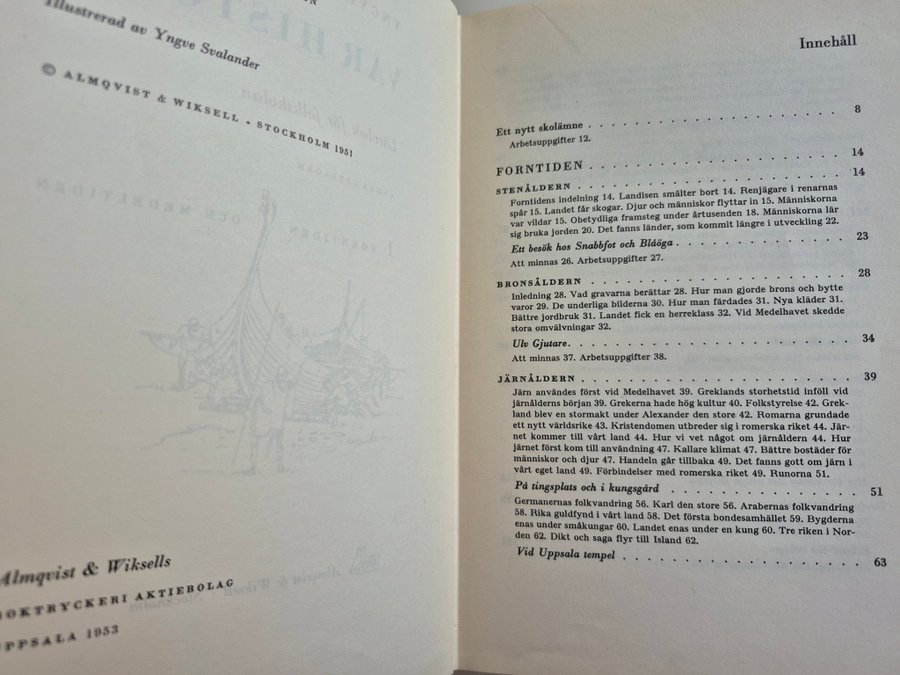 Illustrerad av Yngve Svalander
© ALMQVIST & WIKSELL · STOCKHOLM 1951
Almqvist & Wiksells
BOKTRYCKERI AKTIEBOLAG
UPPSALA 1953
Innehåll
Ett nytt skolämne . . . . . . . . . . . . . . . . . . . 8
Arbetsuppgifter 12.
FORNTIDEN . . . . . . . . . . . . . . . . . . . 14
STENÅLDERN . . . . . . . . . . . . . . . . . . . 14
Forntidens indelning 14. Landisen smälter bort 14. Renjägare i renarnas
spår 15. Landet får skogar. Djur och människor flyttar in 15. Människorna
var vildar 15. Obetydliga framsteg under årtusenden 18. Människorna lär
sig bruka jorden 20. Det fanns länder, som kommit längre i utveckling 22.
Ett besök hos Snabbfot och Blåöga . . . . . . . . . . . . 23
Att minnas 26. Arbetsuppgifter 27.
BRONSÅLDERN . . . . . . . . . . . . . . . . . . . 28
Inledning 28. Vad gravarna berättar 28. Hur man gjorde brons och bytte
varor 29. De underliga bilderna 30. Hur man färdades 31. Nya kläder 31.
Bättre jordbruk 31. Landet fick en herreklass 32. Vid Medelhavet skedde
stora omvälvningar 32.
Ulv Gjutare . . . . . . . . . . . . . . . . . . . 34
Att minnas 37. Arbetsuppgifter 38.
JÄRNÅLDERN . . . . . . . . . . . . . . . . . . . 39
Järn användes först vid Medelhavet 39. Greklands storhetstid inföll vid
järnålderns början 39. Grekerna hade hög kultur 40. Folkstyrelse 42. Grek-
land blev en stormakt under Alexander den store 42. Romarna grundade
ett nytt världsrike 43. Kristendomen utbreder sig i romerska riket 44. Jär-
net kommer till vårt land 44. Hur vi vet något om järnåldern 44. Hur
järnet först kom till användning 47. Kallare klimat 47. Bättre bostäder för
människor och djur 47. Handeln går tillbaka 49. Det fanns gott om järn i
vårt eget land 49. Förbindelser med romerska riket 49. Runorna 51.
På tingsplats och i kungsgård . . . . . . . . . . . . . 51
Germanernas folkvandring 56. Karl den store 56. Arabernas folkvandring
58. Rika guldfynd i vårt land 58. Det första bondesamhället 59. Bygderna
enas under småkungar 60. Landet enas under en kung 60. Tre riken i Nor-
den 62. Dikt och saga flyr till Island 62.
Vid Uppsala tempel . . . . . . . . . . . . . . . . . 63